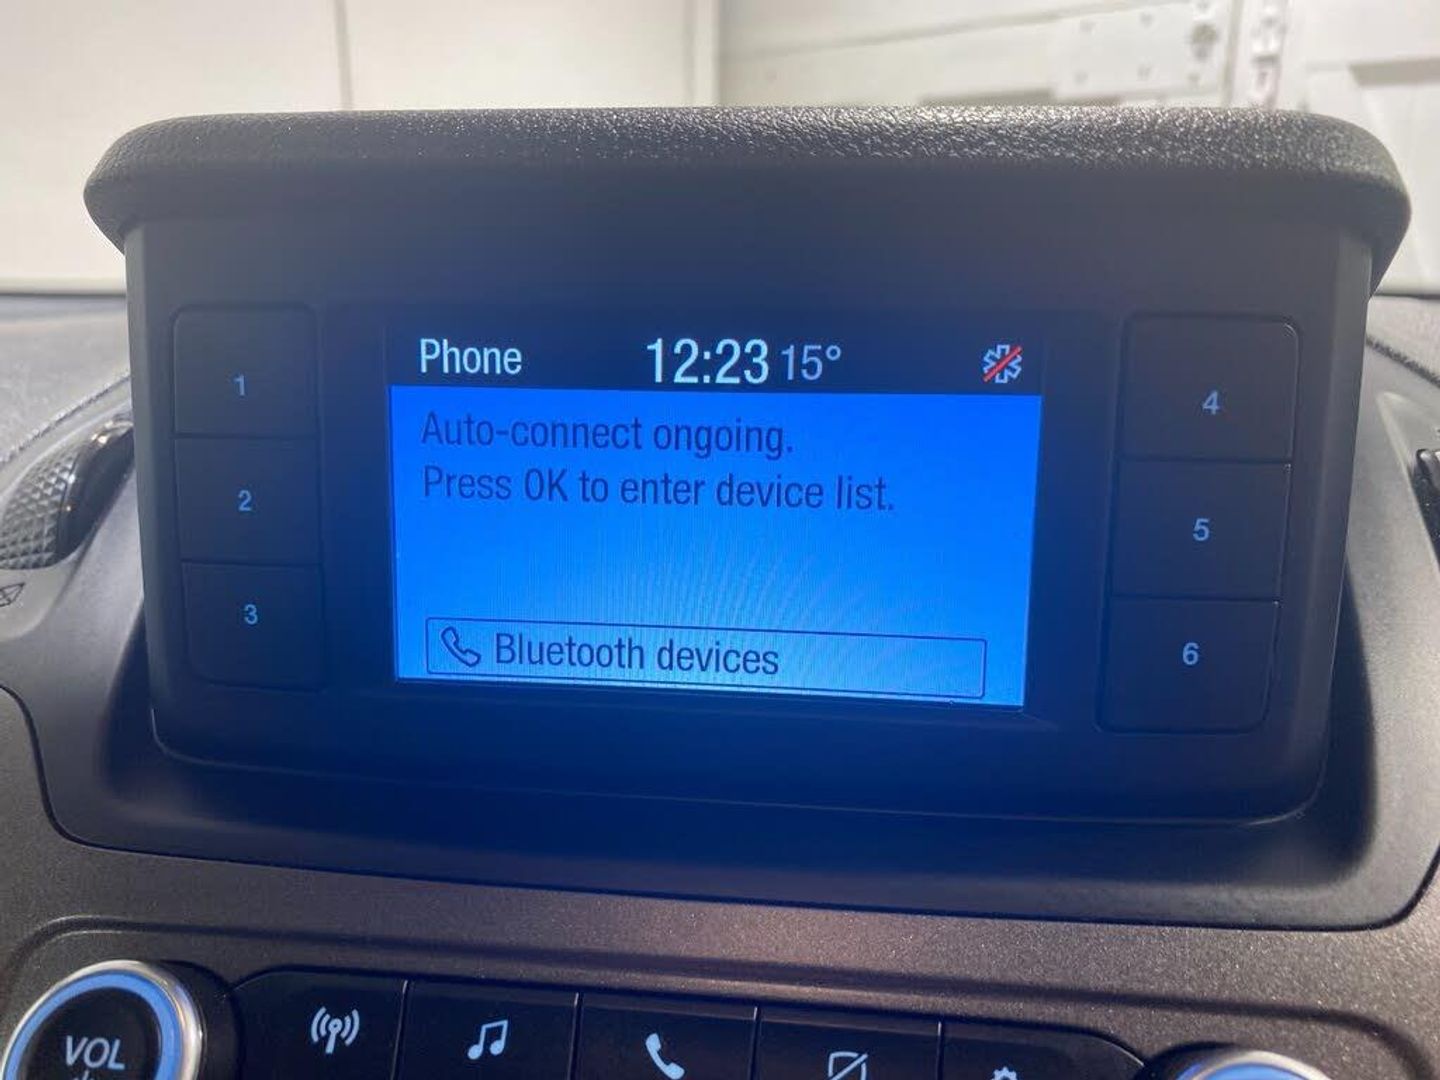 Phone 12:23 15°
Auto-connect ongoing.
Press OK to enter device list.
Bluetooth devices
1
2
3
4
5
6
VOL